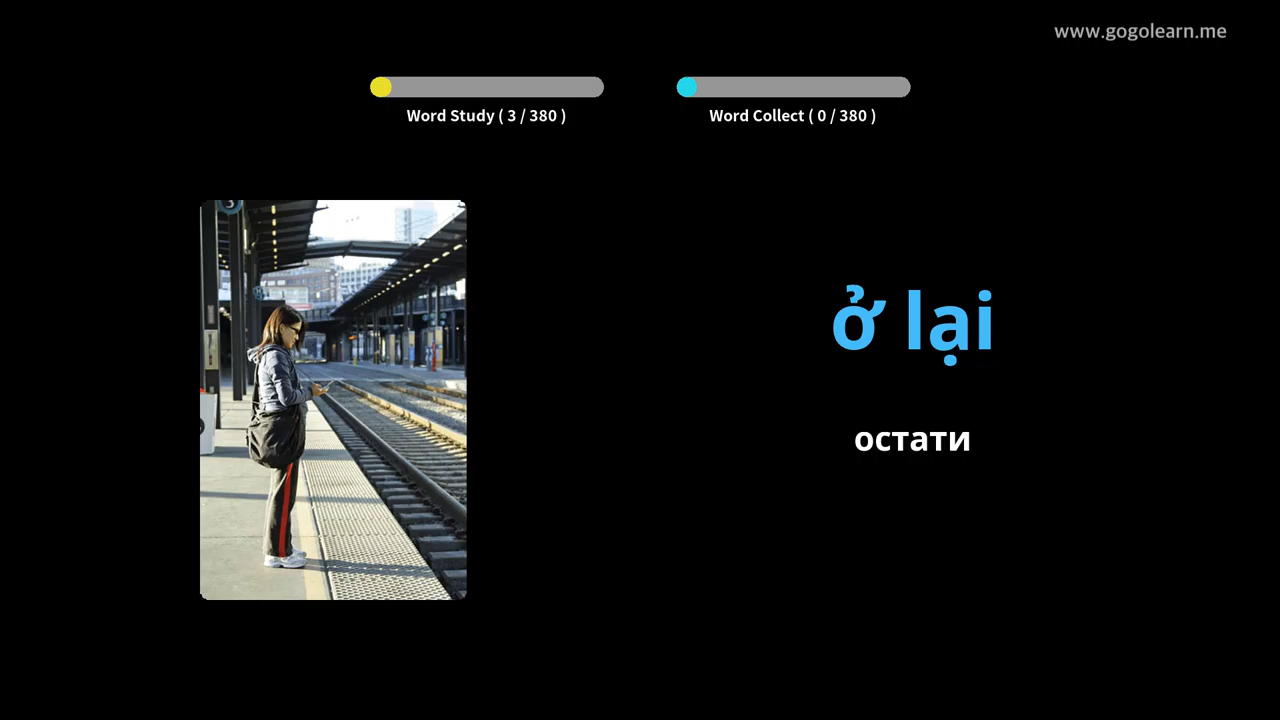 www.gogolearn.me
Word Study ( 3 / 380 )
Word Collect ( 0 / 380 )
ở lại
остати